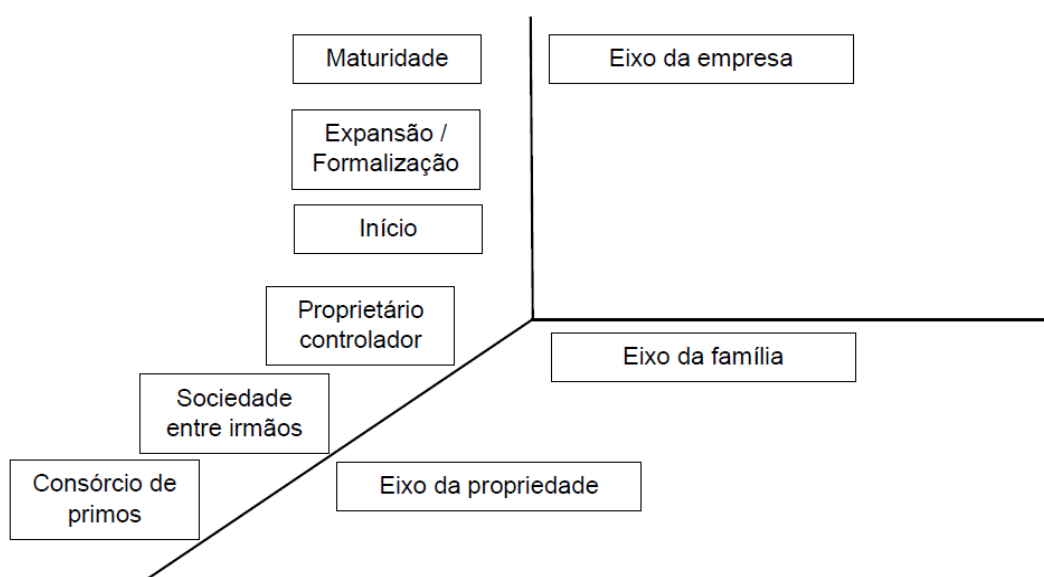 Maturidade
Eixo da empresa
Expansão /
Formalização
Início
Proprietário
controlador
Eixo da família
Sociedade
entre irmãos
Consórcio de
primos
Eixo da propriedade